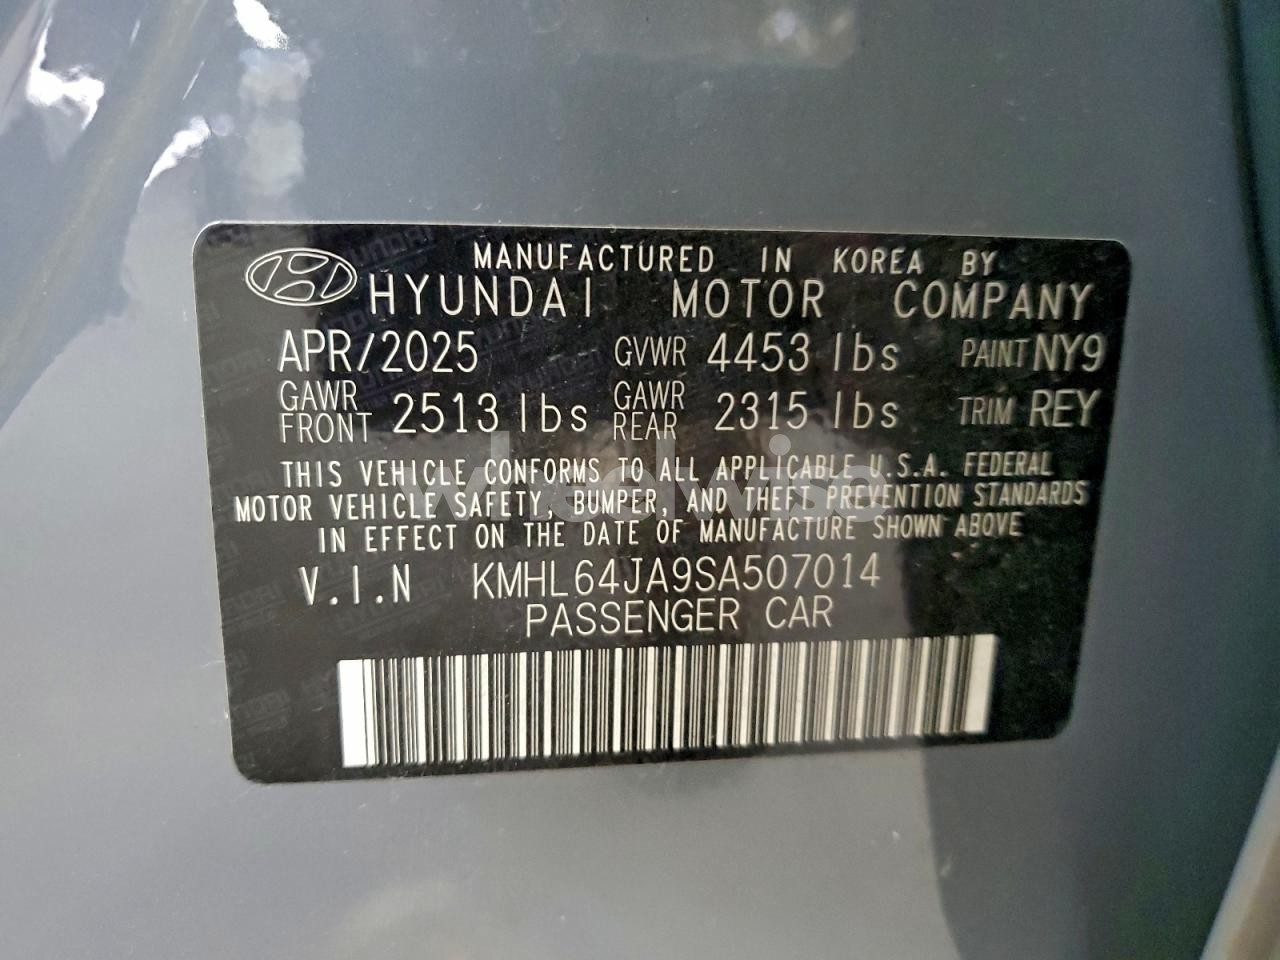 MANUFACTURED IN KOREA BY
HYUNDAI MOTOR COMPANY
APR/2025 GVWR 4453 lbs PAINT NY9
GAWR FRONT 2513 lbs GAWR REAR 2315 lbs TRIM REY
THIS VEHICLE CONFORMS TO ALL APPLICABLE U.S.A. FEDERAL
MOTOR VEHICLE SAFETY, BUMPER, AND THEFT PREVENTION STANDARDS
IN EFFECT ON THE DATE OF MANUFACTURE SHOWN ABOVE
V.I.N KMHL64JA9SA507014
PASSENGER CAR
wheelwise